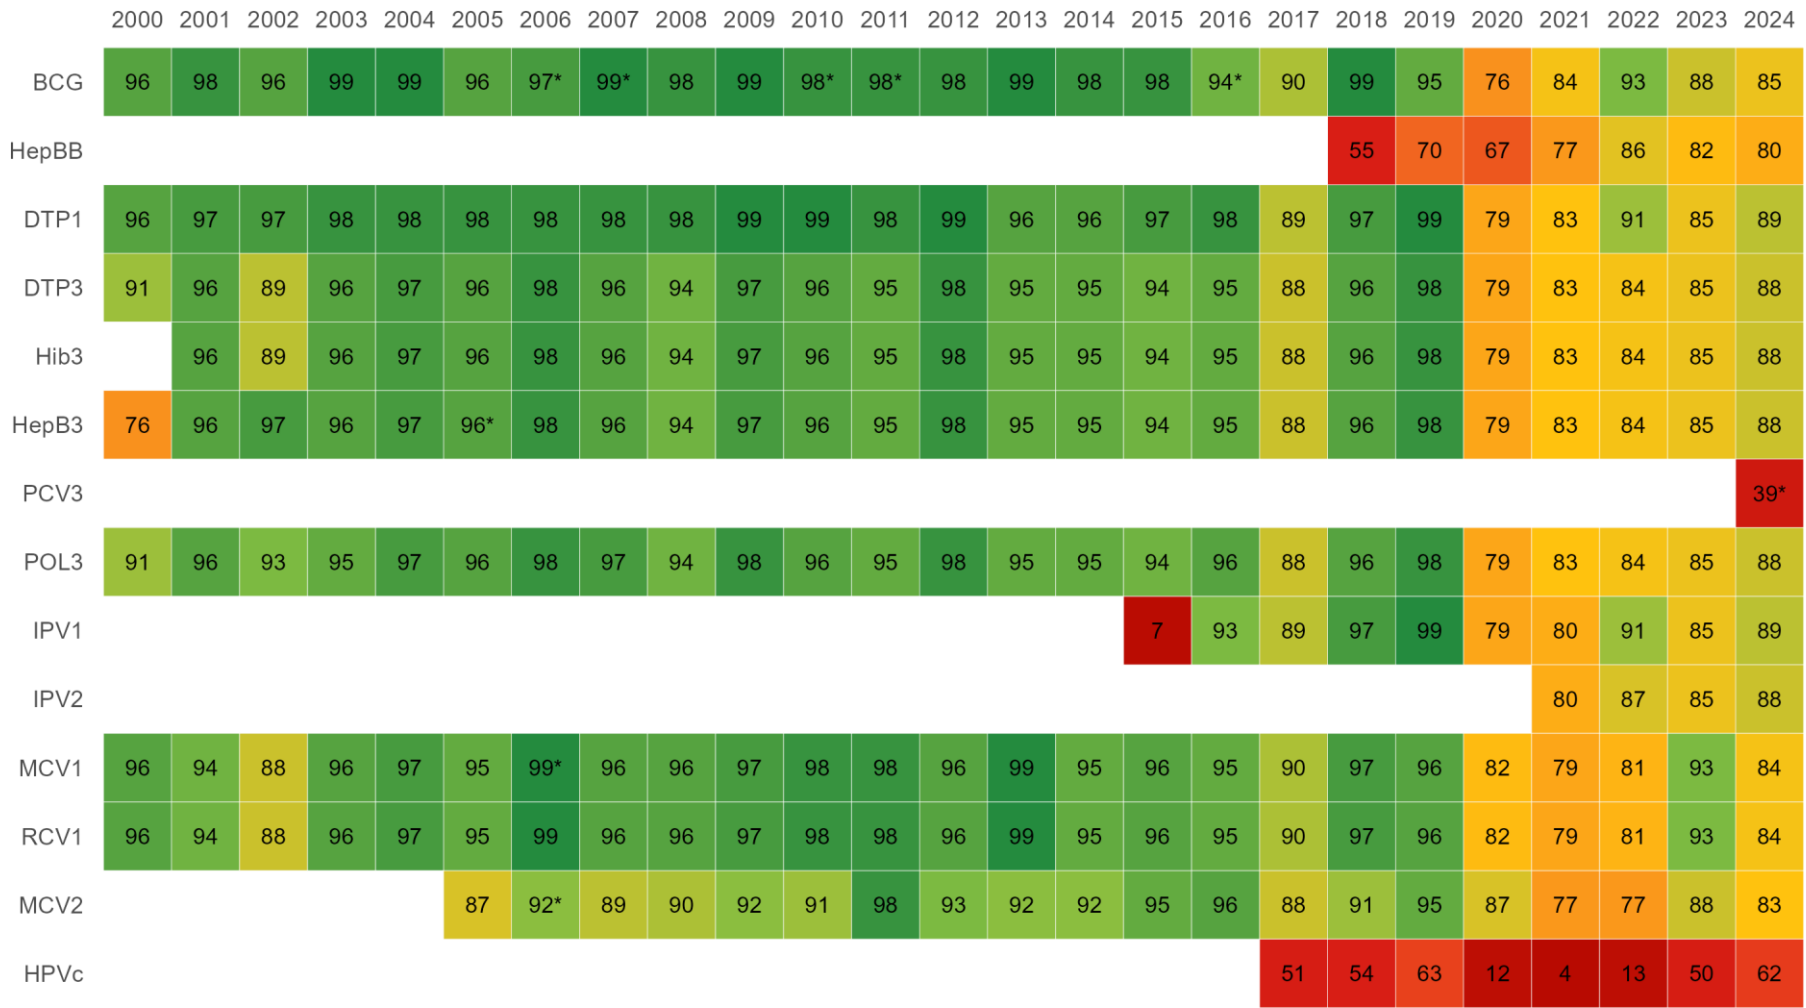 2000 2001 2002 2003 2004 2005 2006 2007 2008 2009 2010 2011 2012 2013 2014 2015 2016 2017 2018 2019 2020 2021 2022 2023 2024
BCG 96 98 96 99 99 96 97* 99* 98 99 98* 98* 98 99 98 98 94* 90 99 95 76 84 93 88 85
HepBB 55 70 67 77 86 82 80
DTP1 96 97 97 98 98 98 98 98 98 99 99 98 99 96 96 97 98 89 97 99 79 83 91 85 89
DTP3 91 96 89 96 97 96 98 96 94 97 96 95 98 95 95 94 95 88 96 98 79 83 84 85 88
Hib3 96 89 96 97 96 98 96 94 97 96 95 98 95 95 94 95 88 96 98 79 83 84 85 88
HepB3 76 96 97 96 97 96* 98 96 94 97 96 95 98 95 95 94 95 88 96 98 79 83 84 85 88
PCV3 39*
POL3 91 96 93 95 97 96 98 97 94 98 96 95 98 95 95 94 96 88 96 98 79 83 84 85 88
IPV1 7 93 89 97 99 79 80 91 85 89
IPV2 80 87 85 88
MCV1 96 94 88 96 97 95 99* 96 96 97 98 98 96 99 95 96 95 90 97 96 82 79 81 93 84
RCV1 96 94 88 96 97 95 99 96 96 97 98 98 96 99 95 96 95 90 97 96 82 79 81 93 84
MCV2 87 92* 89 90 92 91 98 93 92 92 95 96 88 91 95 87 77 77 88 83
HPVc 51 54 63 12 4 13 50 62